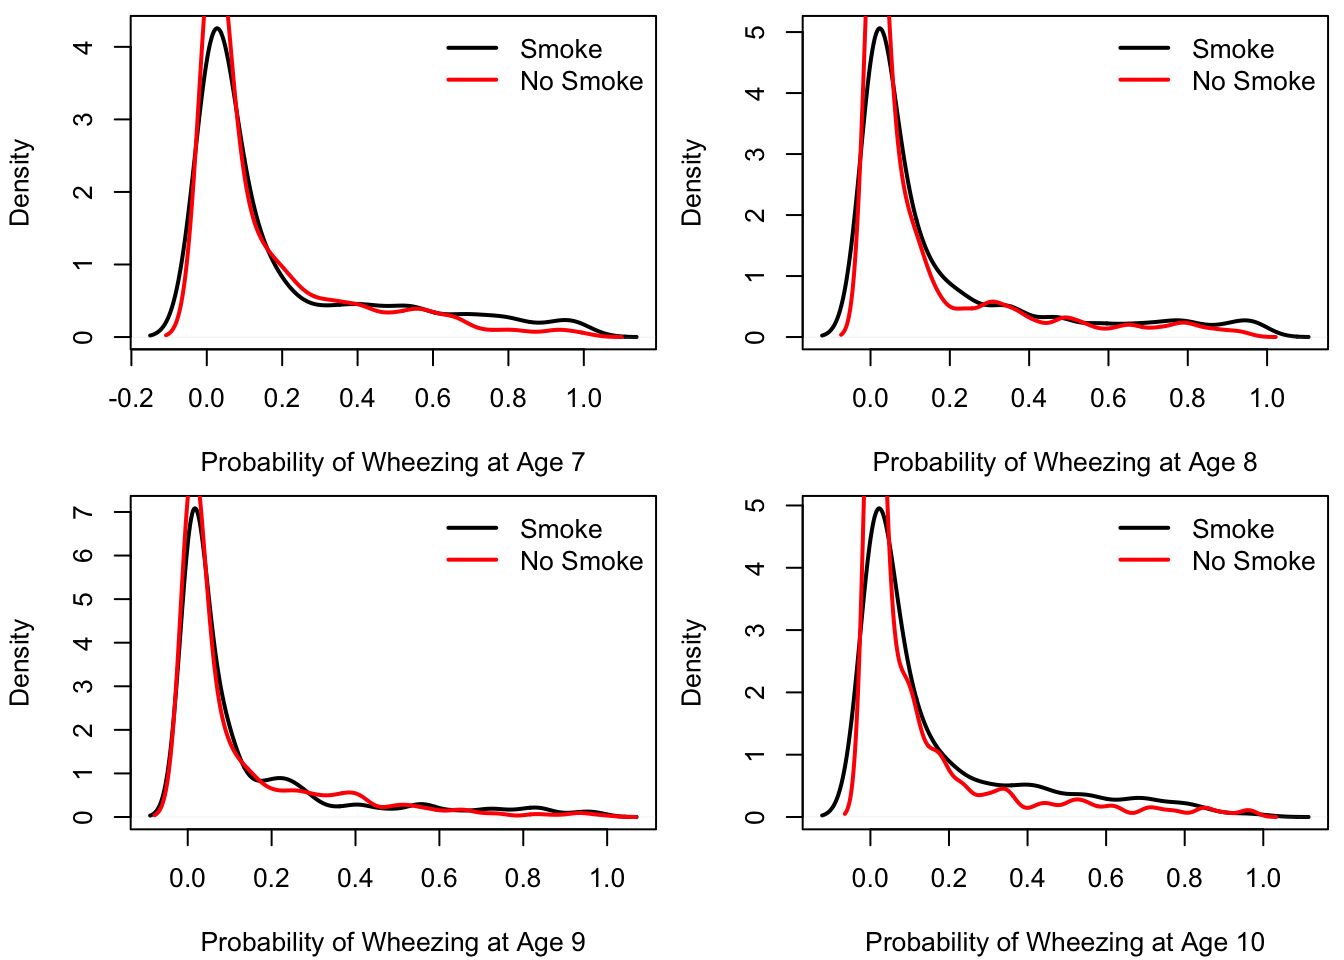 Smoke
No Smoke
Density
0 1 2 3 4
-0.2 0.0 0.2 0.4 0.6 0.8 1.0
Probability of Wheezing at Age 7
Smoke
No Smoke
Density
0 1 2 3 4 5
0.0 0.2 0.4 0.6 0.8 1.0
Probability of Wheezing at Age 8
Smoke
No Smoke
Density
0 1 2 3 4 5 6 7
0.0 0.2 0.4 0.6 0.8 1.0
Probability of Wheezing at Age 9
Smoke
No Smoke
Density
0 1 2 3 4 5
0.0 0.2 0.4 0.6 0.8 1.0
Probability of Wheezing at Age 10